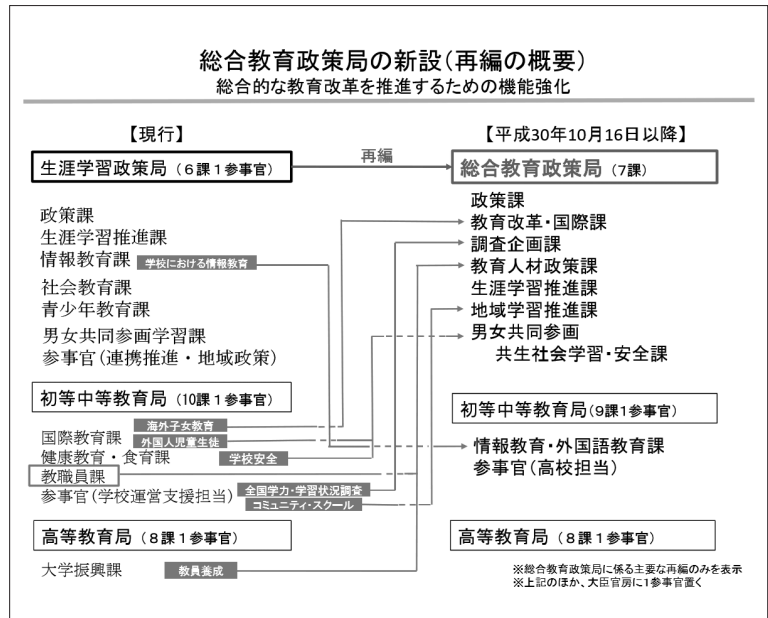 総合教育政策局の新設(再編の概要)
総合的な教育改革を推進するための機能強化
【現行】
生涯学習政策局 (6課1参事官)
政策課
生涯学習推進課
情報教育課 学校における情報教育
社会教育課
青少年教育課
男女共同参画学習課
参事官(連携推進・地域政策)
初等中等教育局 (10課1参事官)
海外子女教育
国際教育課 外国人児童生徒
健康教育・食育課 学校安全
教職員課
参事官(学校運営支援担当) 全国学力・学習状況調査
コミュニティ・スクール
高等教育局 (8課1参事官)
大学振興課 教員養成
再編
【平成30年10月16日以降】
総合教育政策局 (7課)
政策課
教育改革・国際課
調査企画課
教育人材政策課
生涯学習推進課
地域学習推進課
男女共同参画
共生社会学習・安全課
初等中等教育局(9課1参事官)
情報教育・外国語教育課
参事官(高校担当)
高等教育局 (8課1参事官)
※総合教育政策局に係る主要な再編のみを表示
※上記のほか、大臣官房に1参事官置く